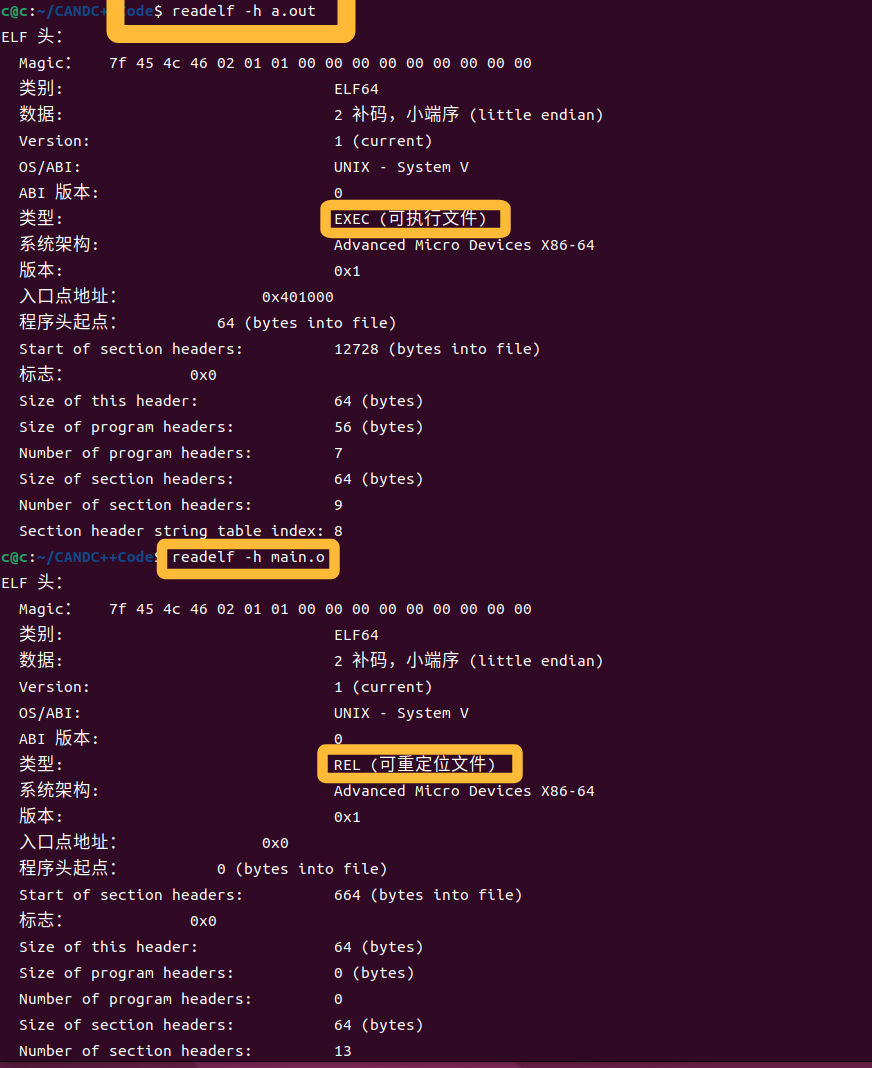 c@c:~/CANDC++Code$ readelf -h a.out
ELF 头：
  Magic：   7f 45 4c 46 02 01 01 00 00 00 00 00 00 00 00 00
  类别:                              ELF64
  数据:                              2 补码，小端序 (little endian)
  Version:                           1 (current)
  OS/ABI:                            UNIX - System V
  ABI 版本:                          0
  类型:                              EXEC (可执行文件)
  系统架构:                          Advanced Micro Devices X86-64
  版本:                              0x1
  入口点地址：               0x401000
  程序头起点：          64 (bytes into file)
  Start of section headers:          12728 (bytes into file)
  标志：             0x0
  Size of this header:               64 (bytes)
  Size of program headers:           56 (bytes)
  Number of program headers:         7
  Size of section headers:           64 (bytes)
  Number of section headers:         9
  Section header string table index: 8
c@c:~/CANDC++Code$ readelf -h main.o
ELF 头：
  Magic：   7f 45 4c 46 02 01 01 00 00 00 00 00 00 00 00 00
  类别:                              ELF64
  数据:                              2 补码，小端序 (little endian)
  Version:                           1 (current)
  OS/ABI:                            UNIX - System V
  ABI 版本:                          0
  类型:                              REL (可重定位文件)
  系统架构:                          Advanced Micro Devices X86-64
  版本:                              0x1
  入口点地址：               0x0
  程序头起点：          0 (bytes into file)
  Start of section headers:          664 (bytes into file)
  标志：             0x0
  Size of this header:               64 (bytes)
  Size of program headers:           0 (bytes)
  Number of program headers:         0
  Size of section headers:           64 (bytes)
  Number of section headers:         13